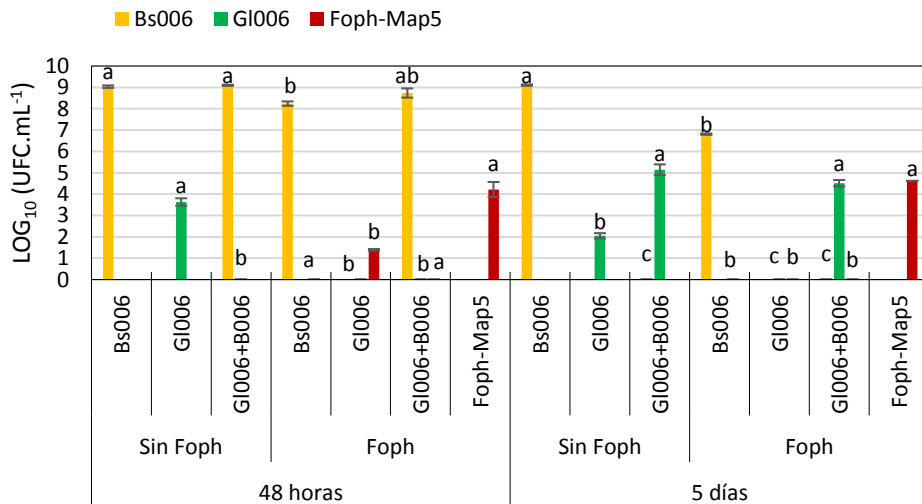 Bs006 Gl006 Foph-Map5
LOG10 (UFC.mL-1)
10
9
8
7
6
5
4
3
2
1
0
a a a b b a b b ab b a a a b a c b b c b c a b a
Bs006 Gl006 Gl006+B006 Bs006 Gl006 Gl006+B006 Foph-Map5 Bs006 Gl006 Gl006+B006 Bs006 Gl006 Gl006+B006 Foph-Map5
Sin Foph Foph Sin Foph Foph
48 horas 5 días